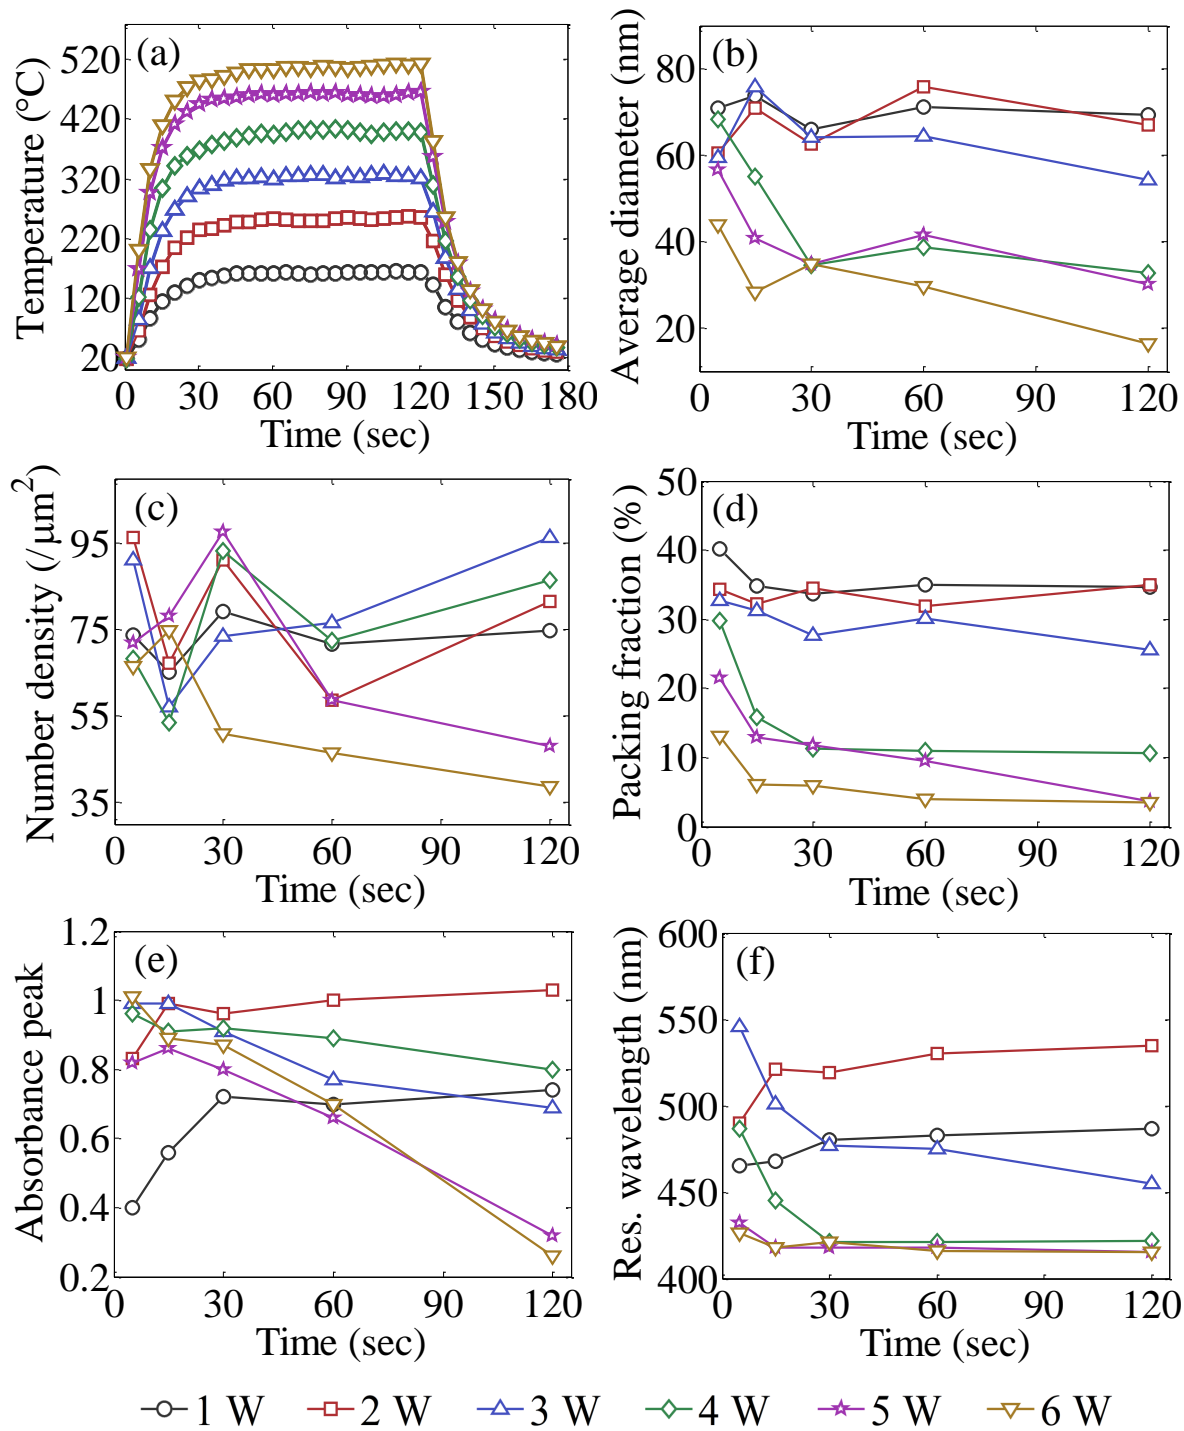 (a)
520
420
320
220
120
20
0 30 60 90 120 150 180
Temperature (°C)
Time (sec)
(b)
80
60
40
20
0 30 60 90 120
Average diameter (nm)
Time (sec)
(c)
95
75
55
35
0 30 60 90 120
Number density (/μm²)
Time (sec)
(d)
50
40
30
20
10
0
0 30 60 90 120
Packing fraction (%)
Time (sec)
(e)
1.2
1
0.8
0.6
0.4
0.2
0 30 60 90 120
Absorbance peak
Time (sec)
(f)
600
550
500
450
400
0 30 60 90 120
Res. wavelength (nm)
Time (sec)
1 W 2 W 3 W 4 W 5 W 6 W